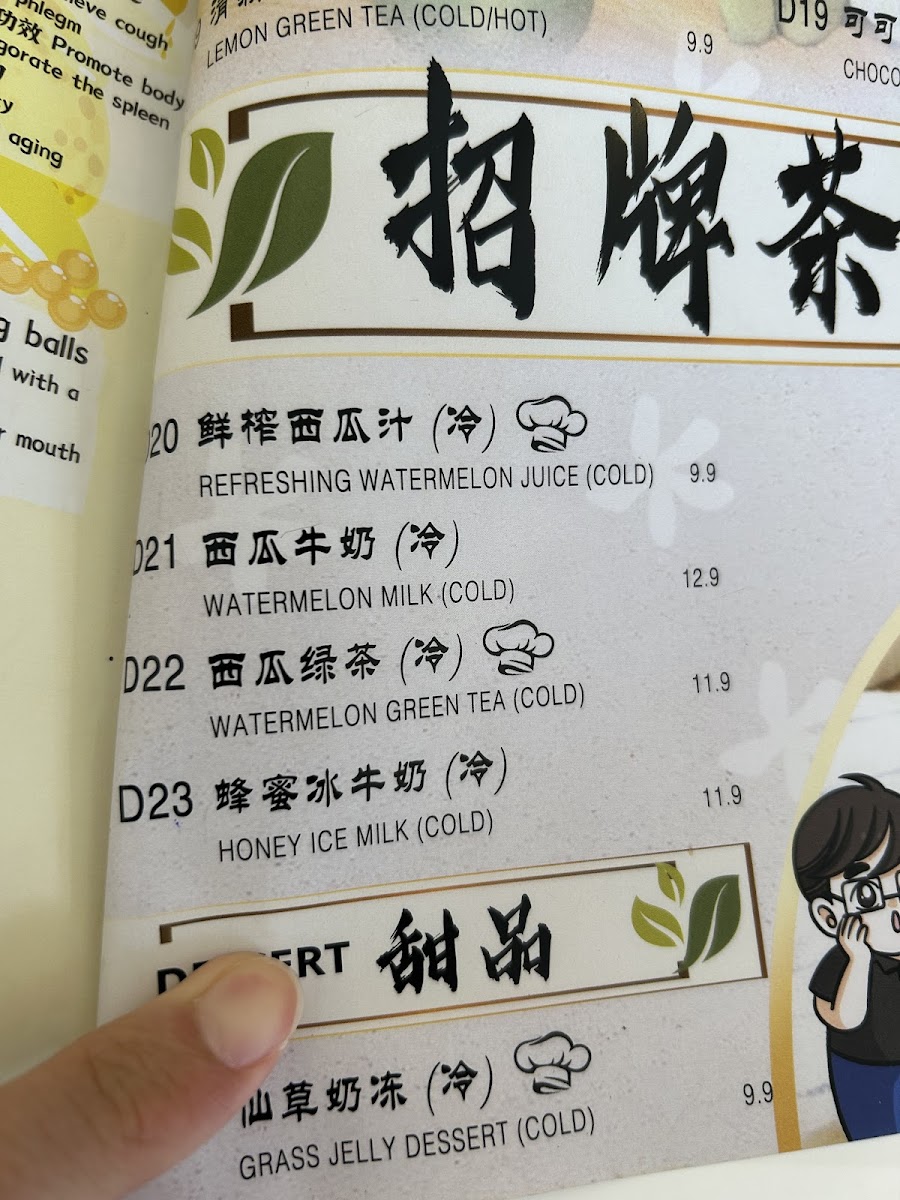 eve cough
phlegm
功效 Promote body
gorate the spleen
aging
balls
with a
mouth
LEMON GREEN TEA (COLD/HOT)
9.9
D19 可可
CHOCO
招牌茶
D20 鲜榨西瓜汁 (冷)
REFRESHING WATERMELON JUICE (COLD) 9.9
D21 西瓜牛奶 (冷)
WATERMELON MILK (COLD) 12.9
D22 西瓜绿茶 (冷)
WATERMELON GREEN TEA (COLD) 11.9
D23 蜂蜜冰牛奶 (冷)
HONEY ICE MILK (COLD) 11.9
DESSERT 甜品
仙草奶冻 (冷)
GRASS JELLY DESSERT (COLD) 9.9